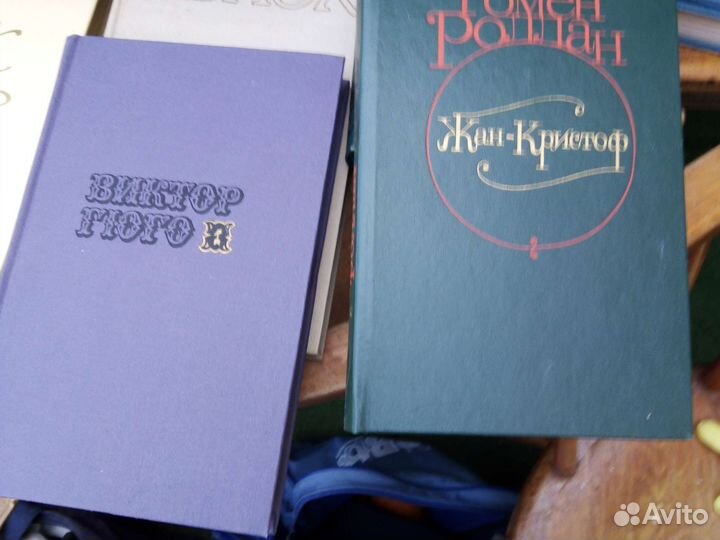 ВИКТОР
ГЮГО
Ромен
Роллан
Жан-Кристоф
Avito